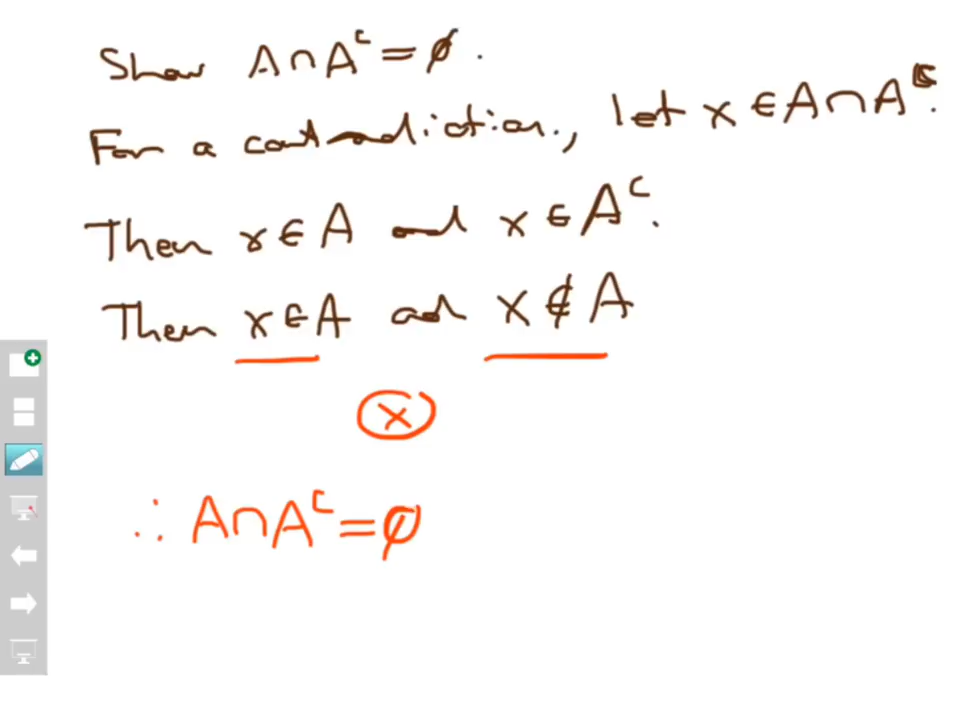 Show A∩Aᶜ = ∅.
For a contradiction, let x ∈ A∩Aᶜ.
Then x ∈ A and x ∈ Aᶜ.
Then x ∈ A and x ∉ A
ⓧ
∴ A∩Aᶜ = ∅